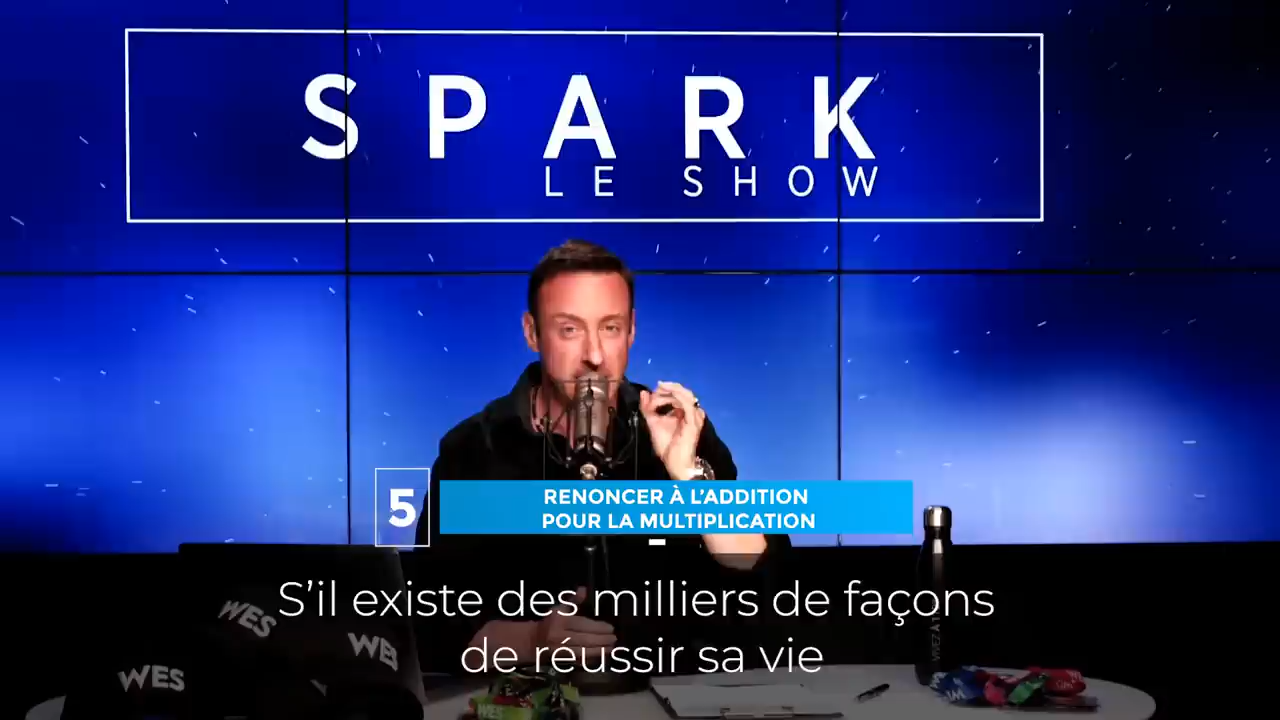 SPARK
LE SHOW
5
RENONCER À L'ADDITION
POUR LA MULTIPLICATION
S'il existe des milliers de façons
de réussir sa vie
WES
WES
WES
WES